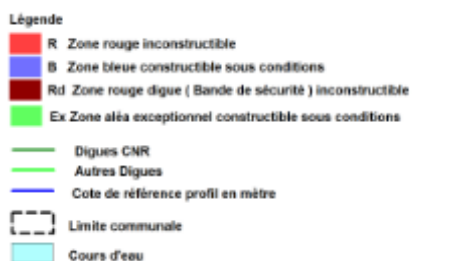 Légende
R Zone rouge inconstructible
B Zone bleue constructible sous conditions
Rd Zone rouge digue ( Bande de sécurité ) inconstructible
Ex Zone aléa exceptionnel constructible sous conditions
Digues CNR
Autres Digues
Cote de référence profil en mètre
Limite communale
Cours d'eau